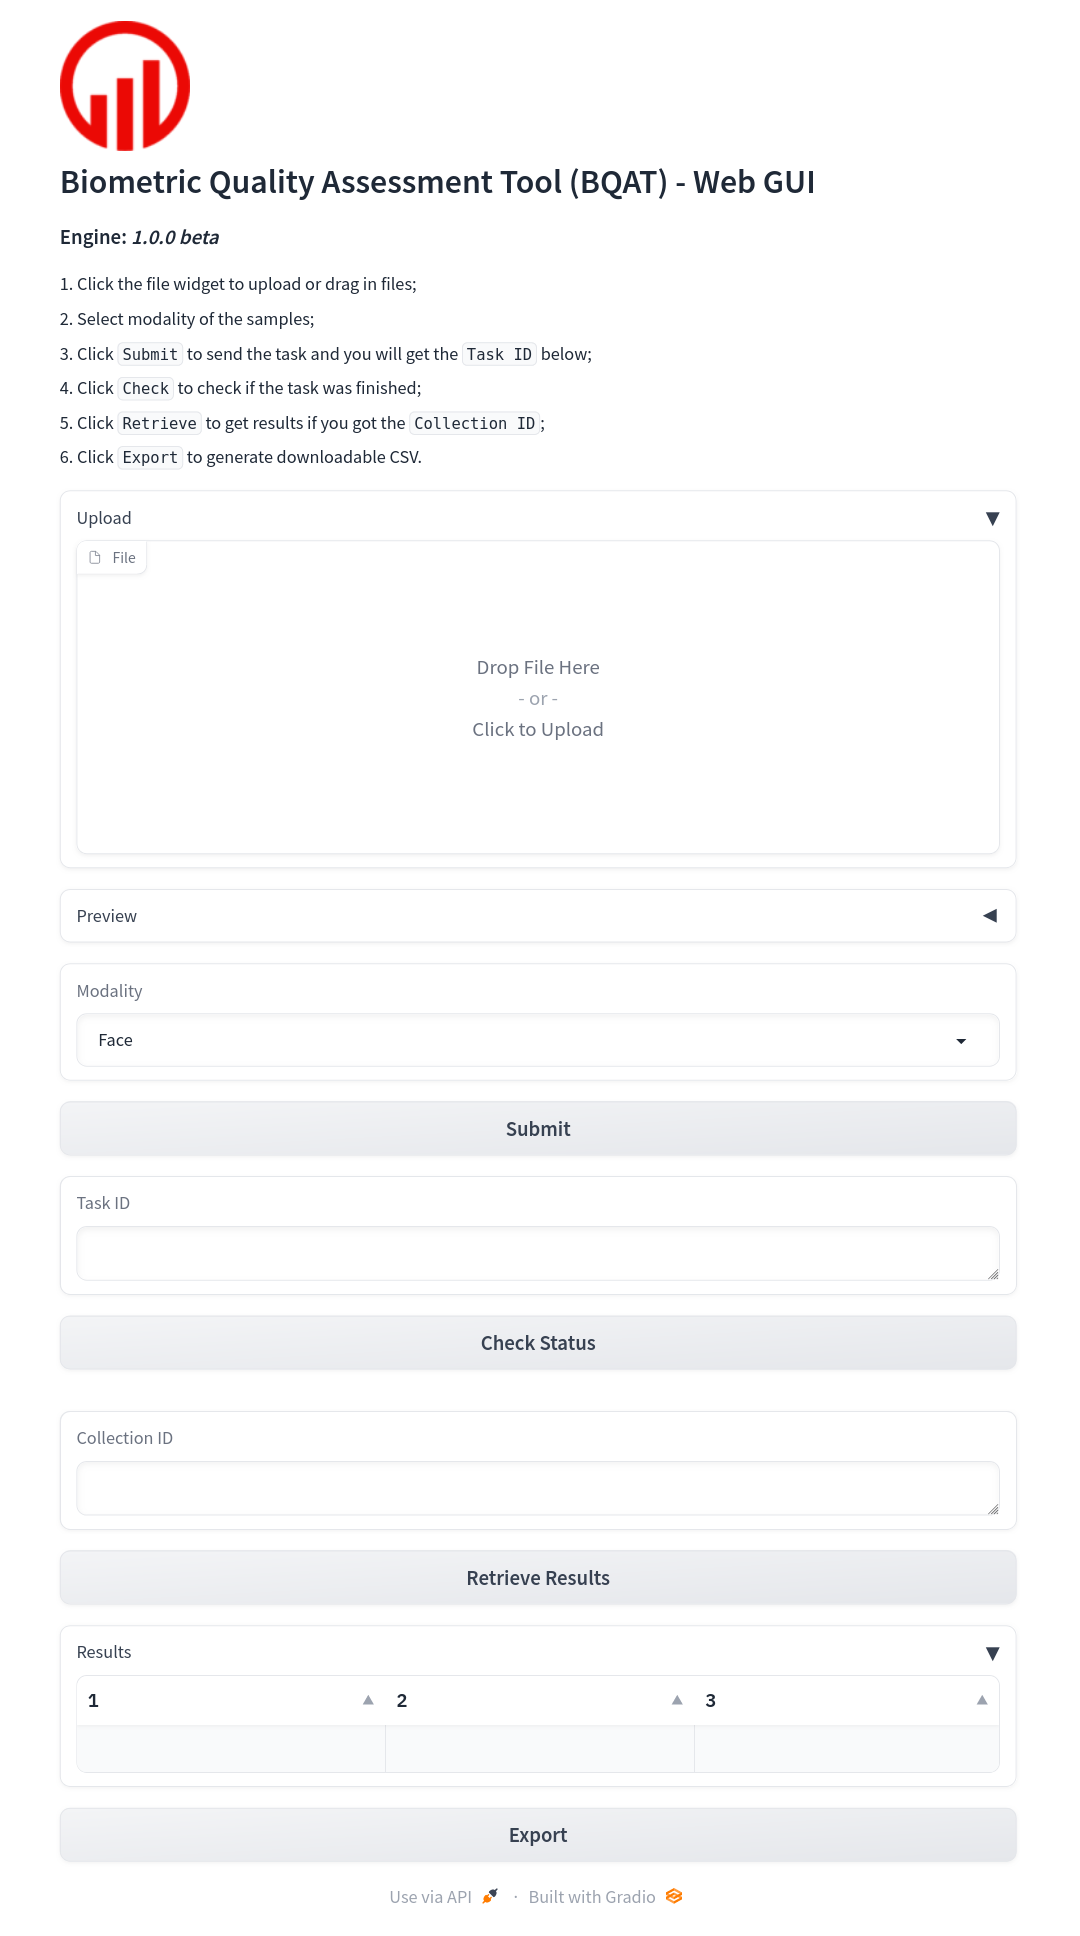 Biometric Quality Assessment Tool (BQAT) - Web GUI
Engine: 1.0.0 beta
1. Click the file widget to upload or drag in files;
2. Select modality of the samples;
3. Click Submit to send the task and you will get the Task ID below;
4. Click Check to check if the task was finished;
5. Click Retrieve to get results if you got the Collection ID;
6. Click Export to generate downloadable CSV.
Upload
File
Drop File Here
- or -
Click to Upload
Preview
Modality
Face
Submit
Task ID
Check Status
Collection ID
Retrieve Results
Results
1 2 3
Export
Use via API · Built with Gradio